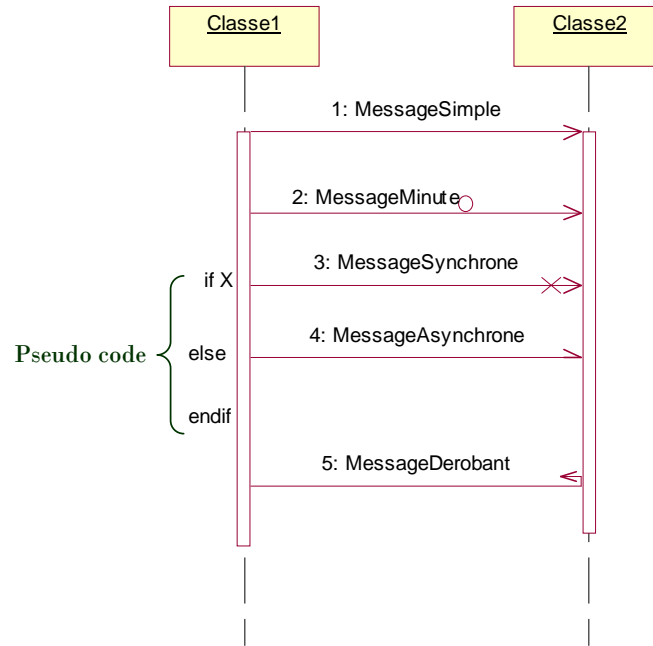 Classe1
Classe2
1: MessageSimple
2: MessageMinute
if X
3: MessageSynchrone
Pseudo code
else
4: MessageAsynchrone
endif
5: MessageDerobant